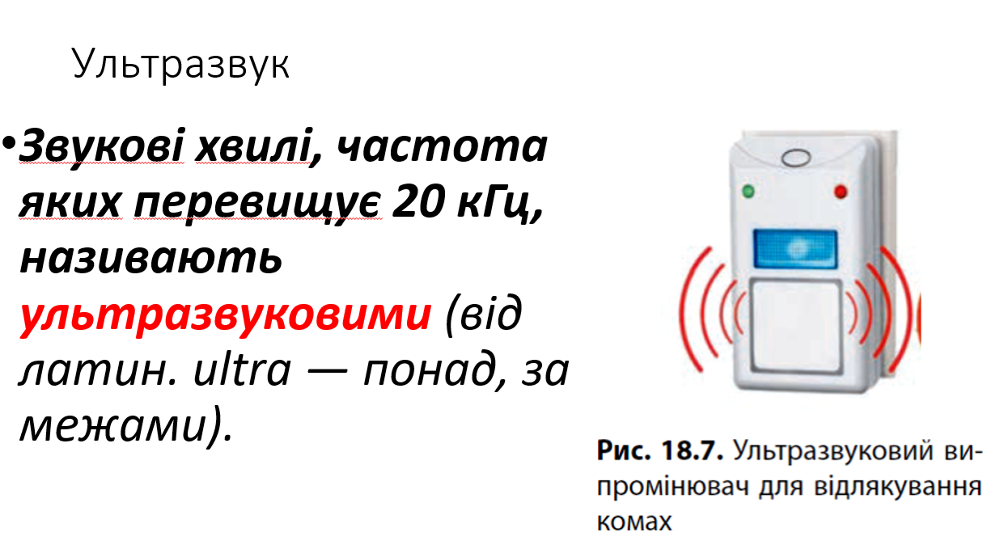 Ультразвук
•Звукові хвилі, частота
яких перевищує 20 кГц,
називають
ультразвуковими (від
латин. ultra — понад, за
межами).
Рис. 18.7. Ультразвуковий ви-
промінювач для відлякування
комах